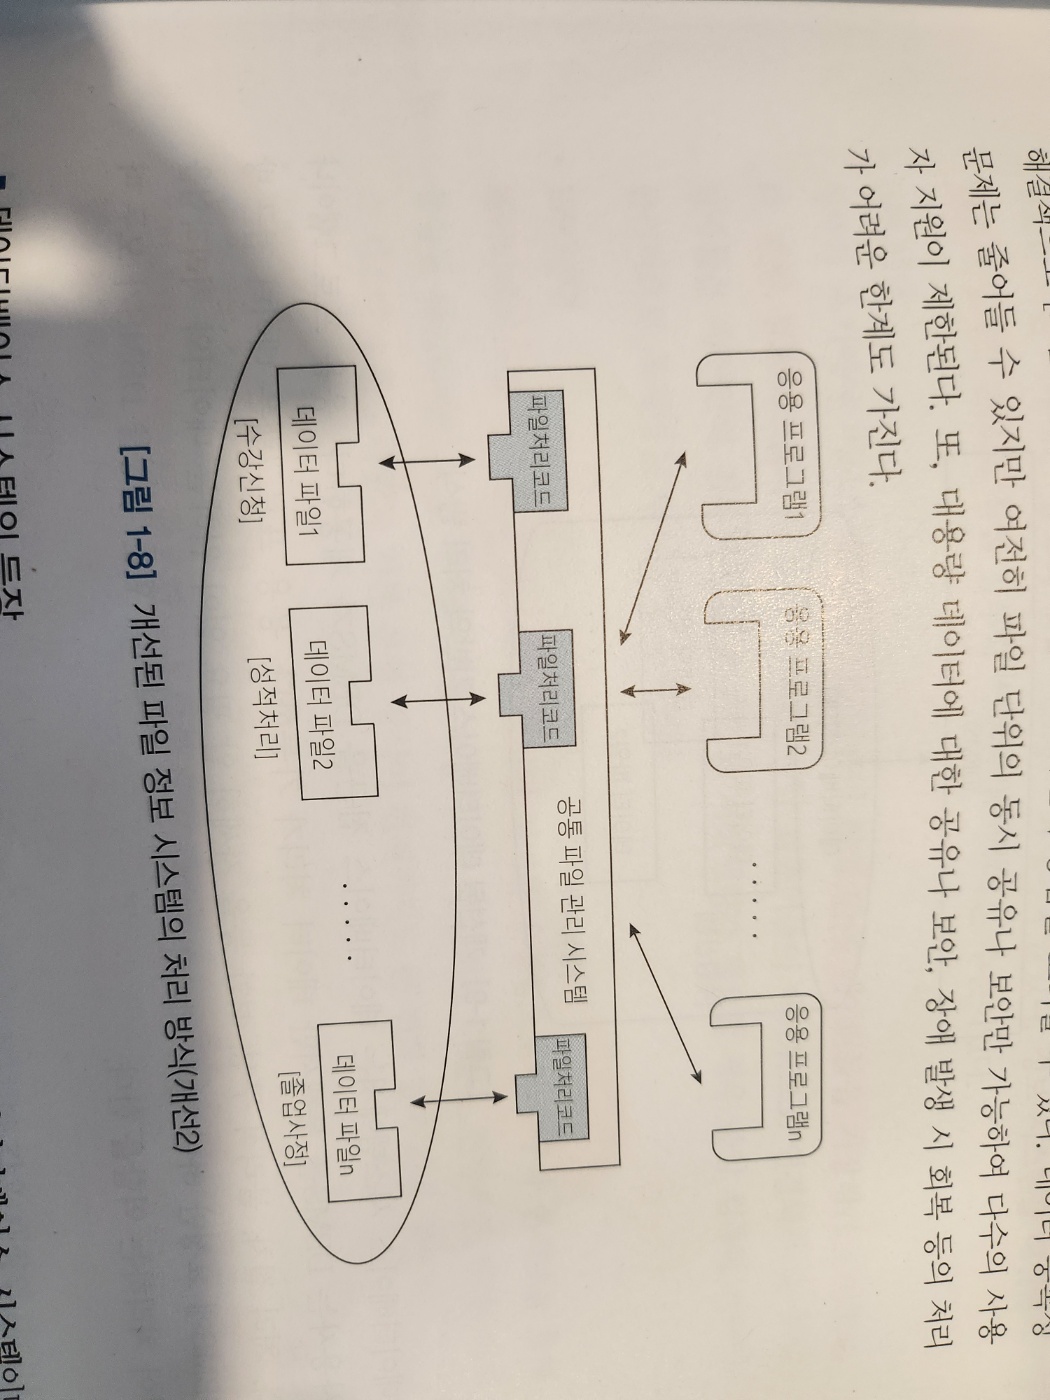 문제는 줄어들 수 있지만 여전히 파일 단위의 동시 공유나 보안만 가능하여 다수의 사용
자 지원이 제한된다. 또, 대용량 데이터에 대한 공유나 보안, 장애 발생 시 회복 등의 처리
가 어려운 한계도 가진다.
응용 프로그램1
응용 프로그램2
·····
응용 프로그램n
파일처리코드
파일처리코드
공통 파일 관리 시스템
파일처리코드
데이터 파일1
데이터 파일2
·····
데이터 파일n
[수강신청]
[성적처리]
[졸업사정]
[그림 1-8] 개선된 파일 정보 시스템의 처리 방식(개선2)